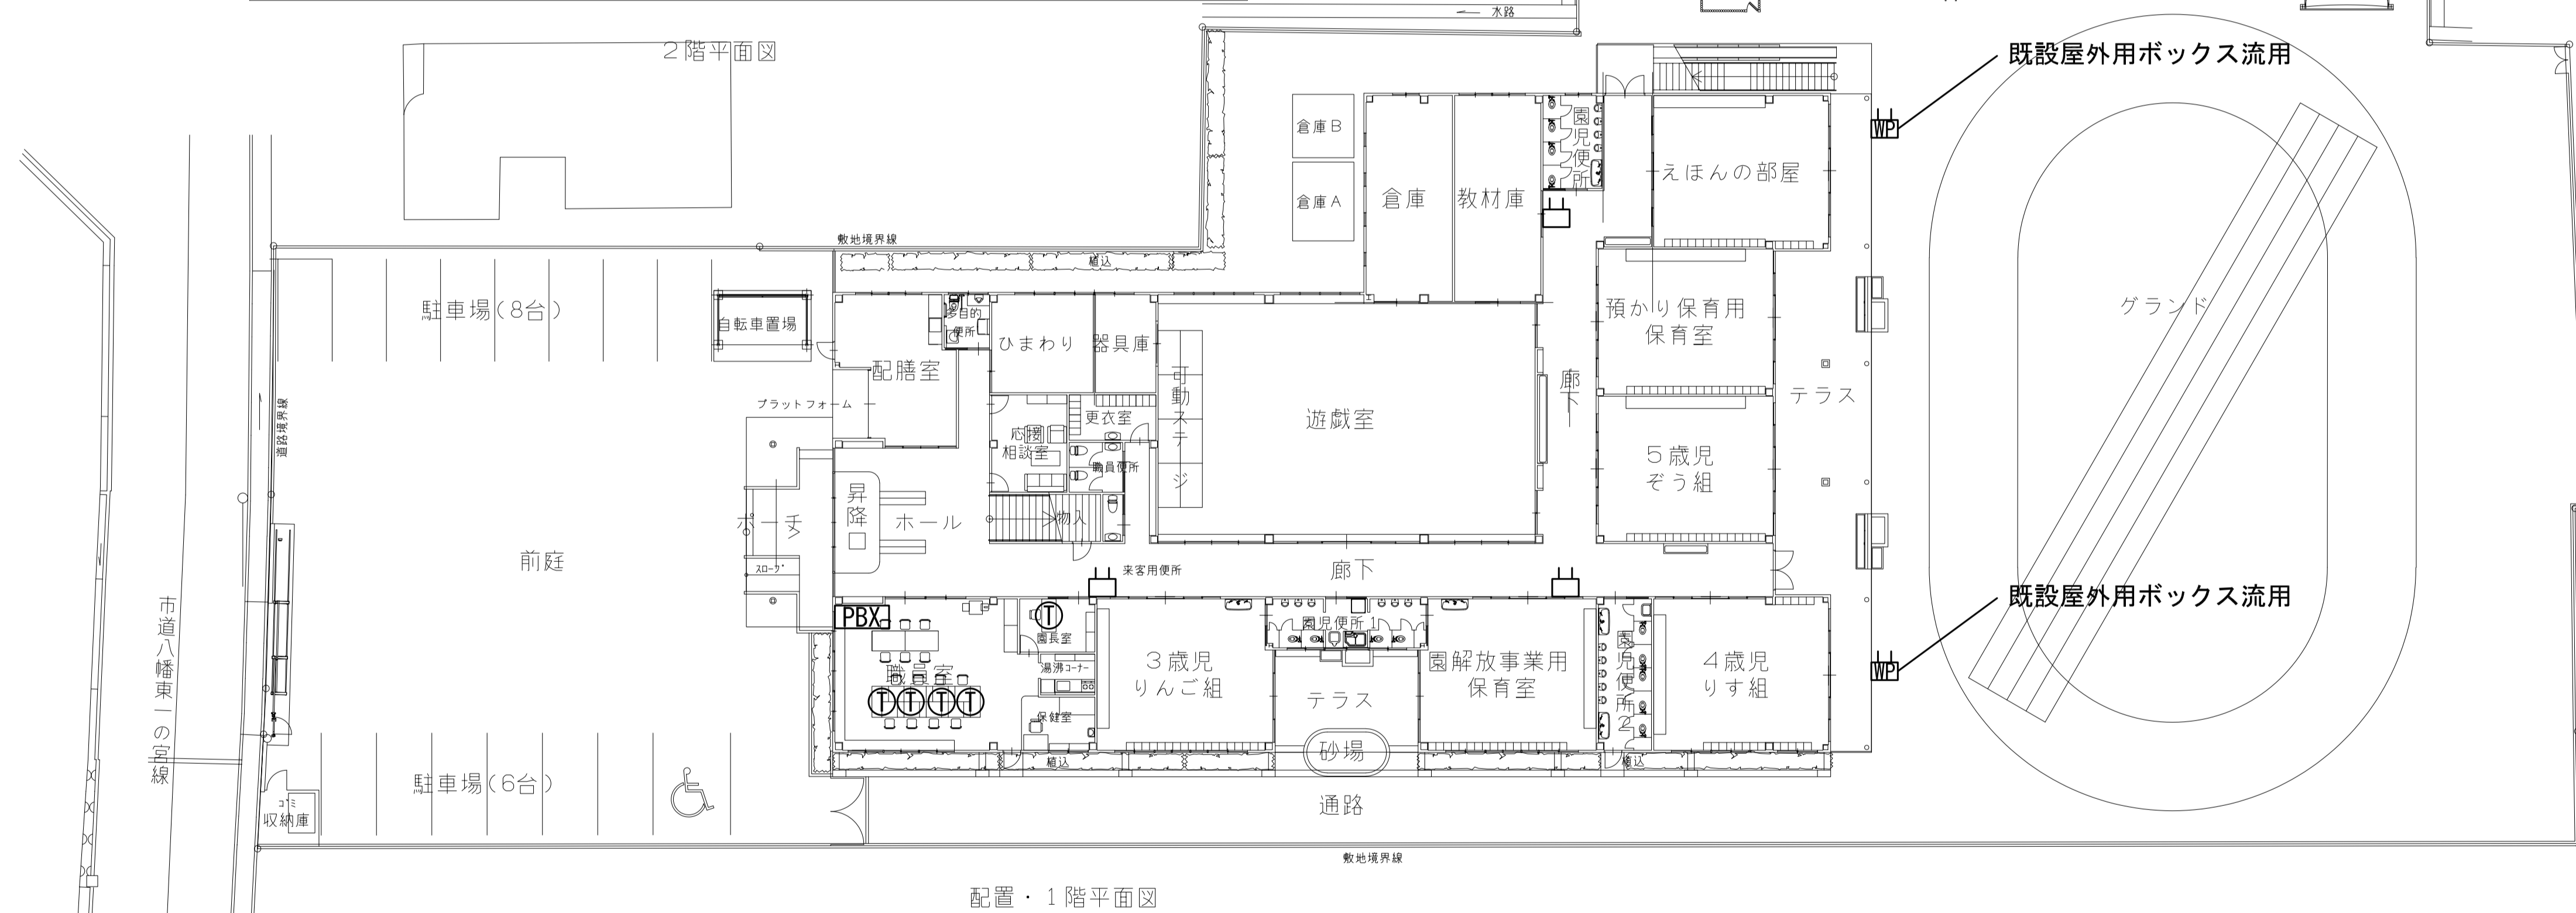 水路
2階平面図
既設屋外用ボックス流用
WP
倉庫B
倉庫A
倉庫
教材庫
園児便所
えほんの部屋
敷地境界線
植込
駐車場(8台)
自転車置場
多目的
便所
配膳室
ひまわり
器具庫
預かり保育用
保育室
グランド
プラットフォーム
道路境界線
応接
相談室
更衣室
職員便所
可動ステージ
遊戯室
廊下
テラス
5歳児
ぞう組
ポーチ
昇降
ホール
物入
前庭
スロープ
来客用便所
廊下
既設屋外用ボックス流用
WP
市道八幡東一の宮線
PBX
T
園長室
湯沸コーナー
職員室
T
T
T
T
保健室
3歳児
りんご組
園児便所1
テラス
砂場
園解放事業用
保育室
園児便所2
4歳児
りす組
植込
植込
駐車場(6台)
ゴミ
収納庫
通路
敷地境界線
配置・1階平面図